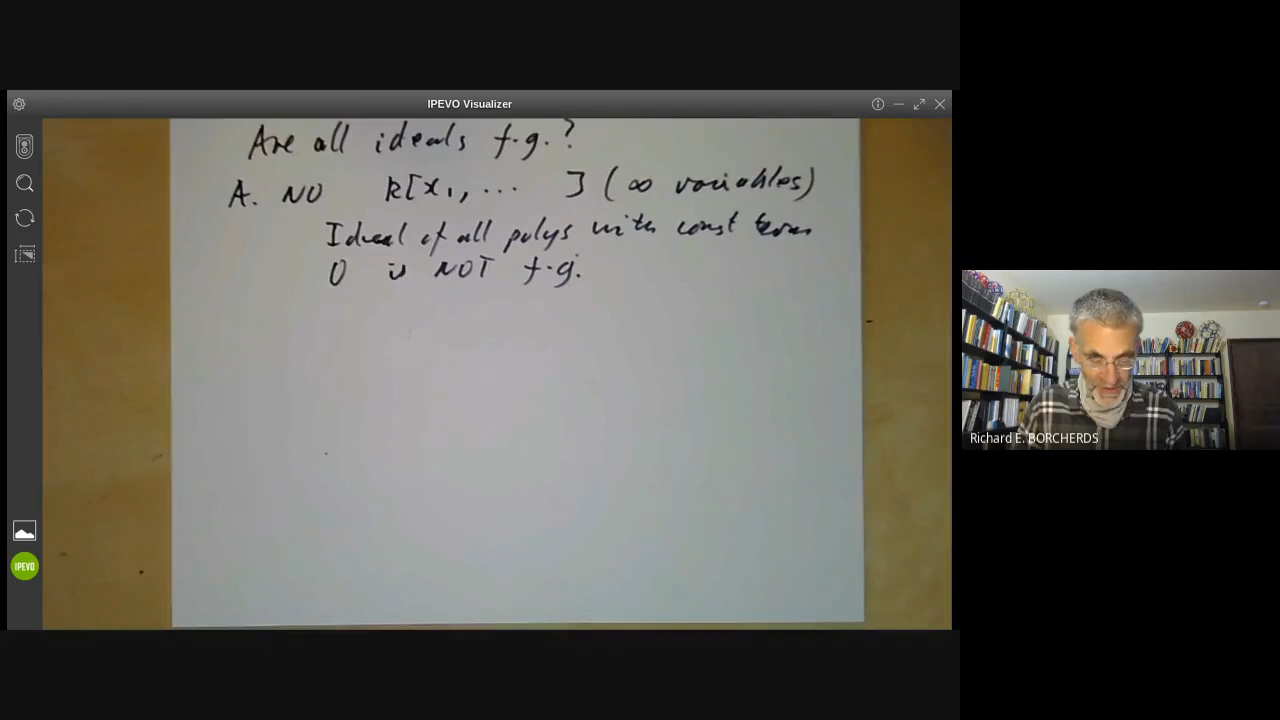 IPEVO Visualizer
Are all ideals f.g.?
A. NO k[x₁, ... ] (∞ variables)
Ideal of all polys with const term
0 is NOT f.g.
IPEVO
Richard E. BORCHERDS